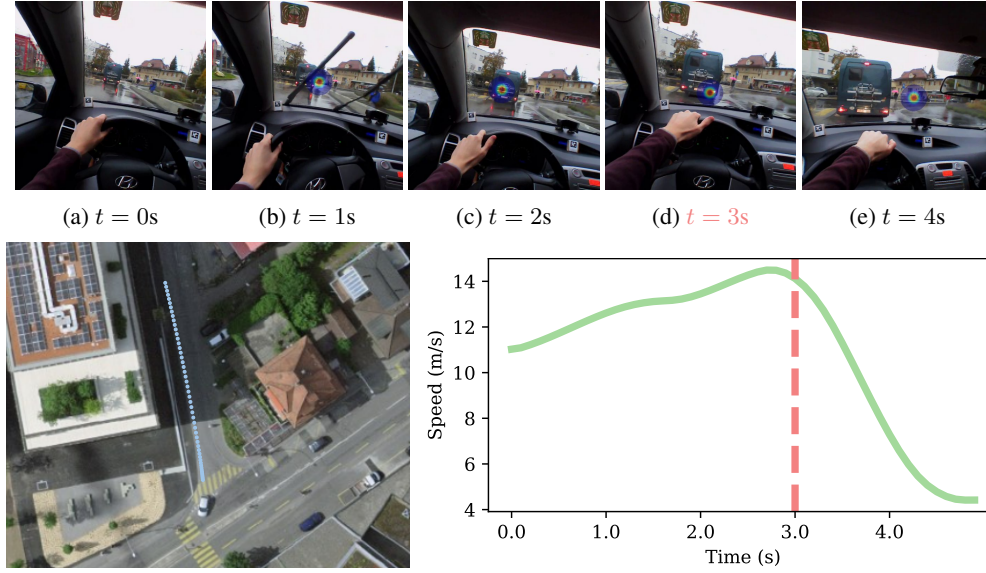 (a) t = 0s
(b) t = 1s
(c) t = 2s
(d) t = 3s
(e) t = 4s
14
12
10
8
6
4
Speed (m/s)
0.0
1.0
2.0
3.0
4.0
Time (s)